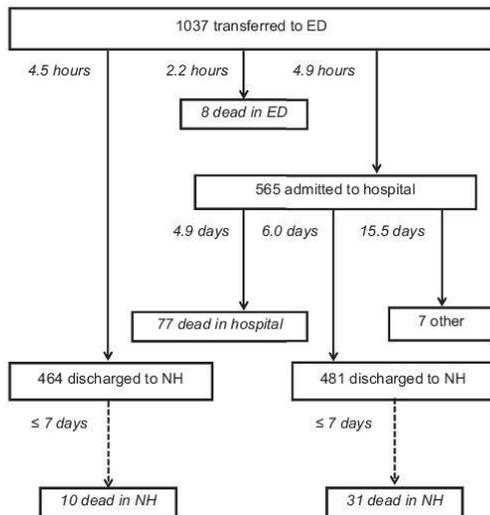 1037 transferred to ED
4.5 hours 2.2 hours 4.9 hours
8 dead in ED
565 admitted to hospital
4.9 days 6.0 days 15.5 days
77 dead in hospital
7 other
464 discharged to NH
481 discharged to NH
≤ 7 days ≤ 7 days
10 dead in NH
31 dead in NH